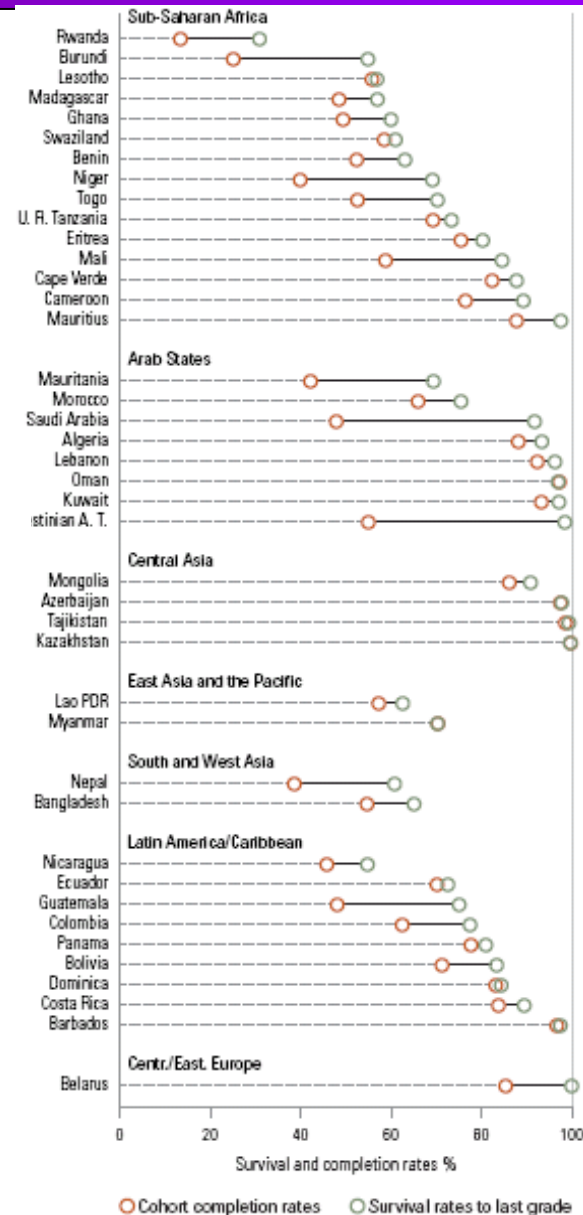 Sub-Saharan Africa
Rwanda
Burundi
Lesotho
Madagascar
Ghana
Swaziland
Benin
Niger
Togo
U. R. Tanzania
Eritrea
Mali
Cape Verde
Cameroon
Mauritius
Arab States
Mauritania
Morocco
Saudi Arabia
Algeria
Lebanon
Oman
Kuwait
stinian A. T.
Central Asia
Mongolia
Azerbaijan
Tajikistan
Kazakhstan
East Asia and the Pacific
Lao PDR
Myanmar
South and West Asia
Nepal
Bangladesh
Latin America/Caribbean
Nicaragua
Ecuador
Guatemala
Colombia
Panama
Bolivia
Dominica
Costa Rica
Barbados
Centr./East. Europe
Belarus
0 20 40 60 80 100
Survival and completion rates %
Cohort completion rates Survival rates to last grade